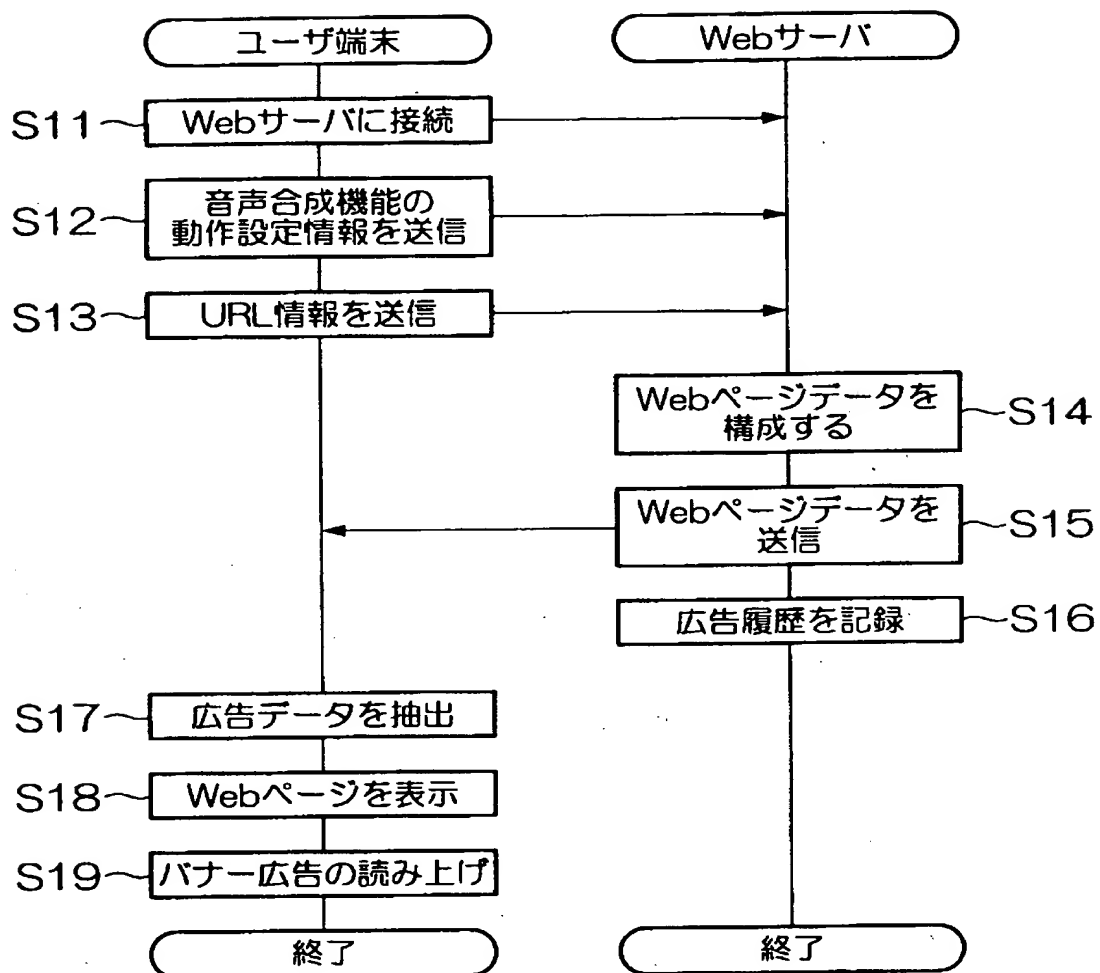 ユーザ端末
Webサーバ
S11
Webサーバに接続
S12
音声合成機能の
動作設定情報を送信
S13
URL情報を送信
Webページデータを
構成する
S14
Webページデータを
送信
S15
広告履歴を記録
S16
S17
広告データを抽出
S18
Webページを表示
S19
バナー広告の読み上げ
終了
終了